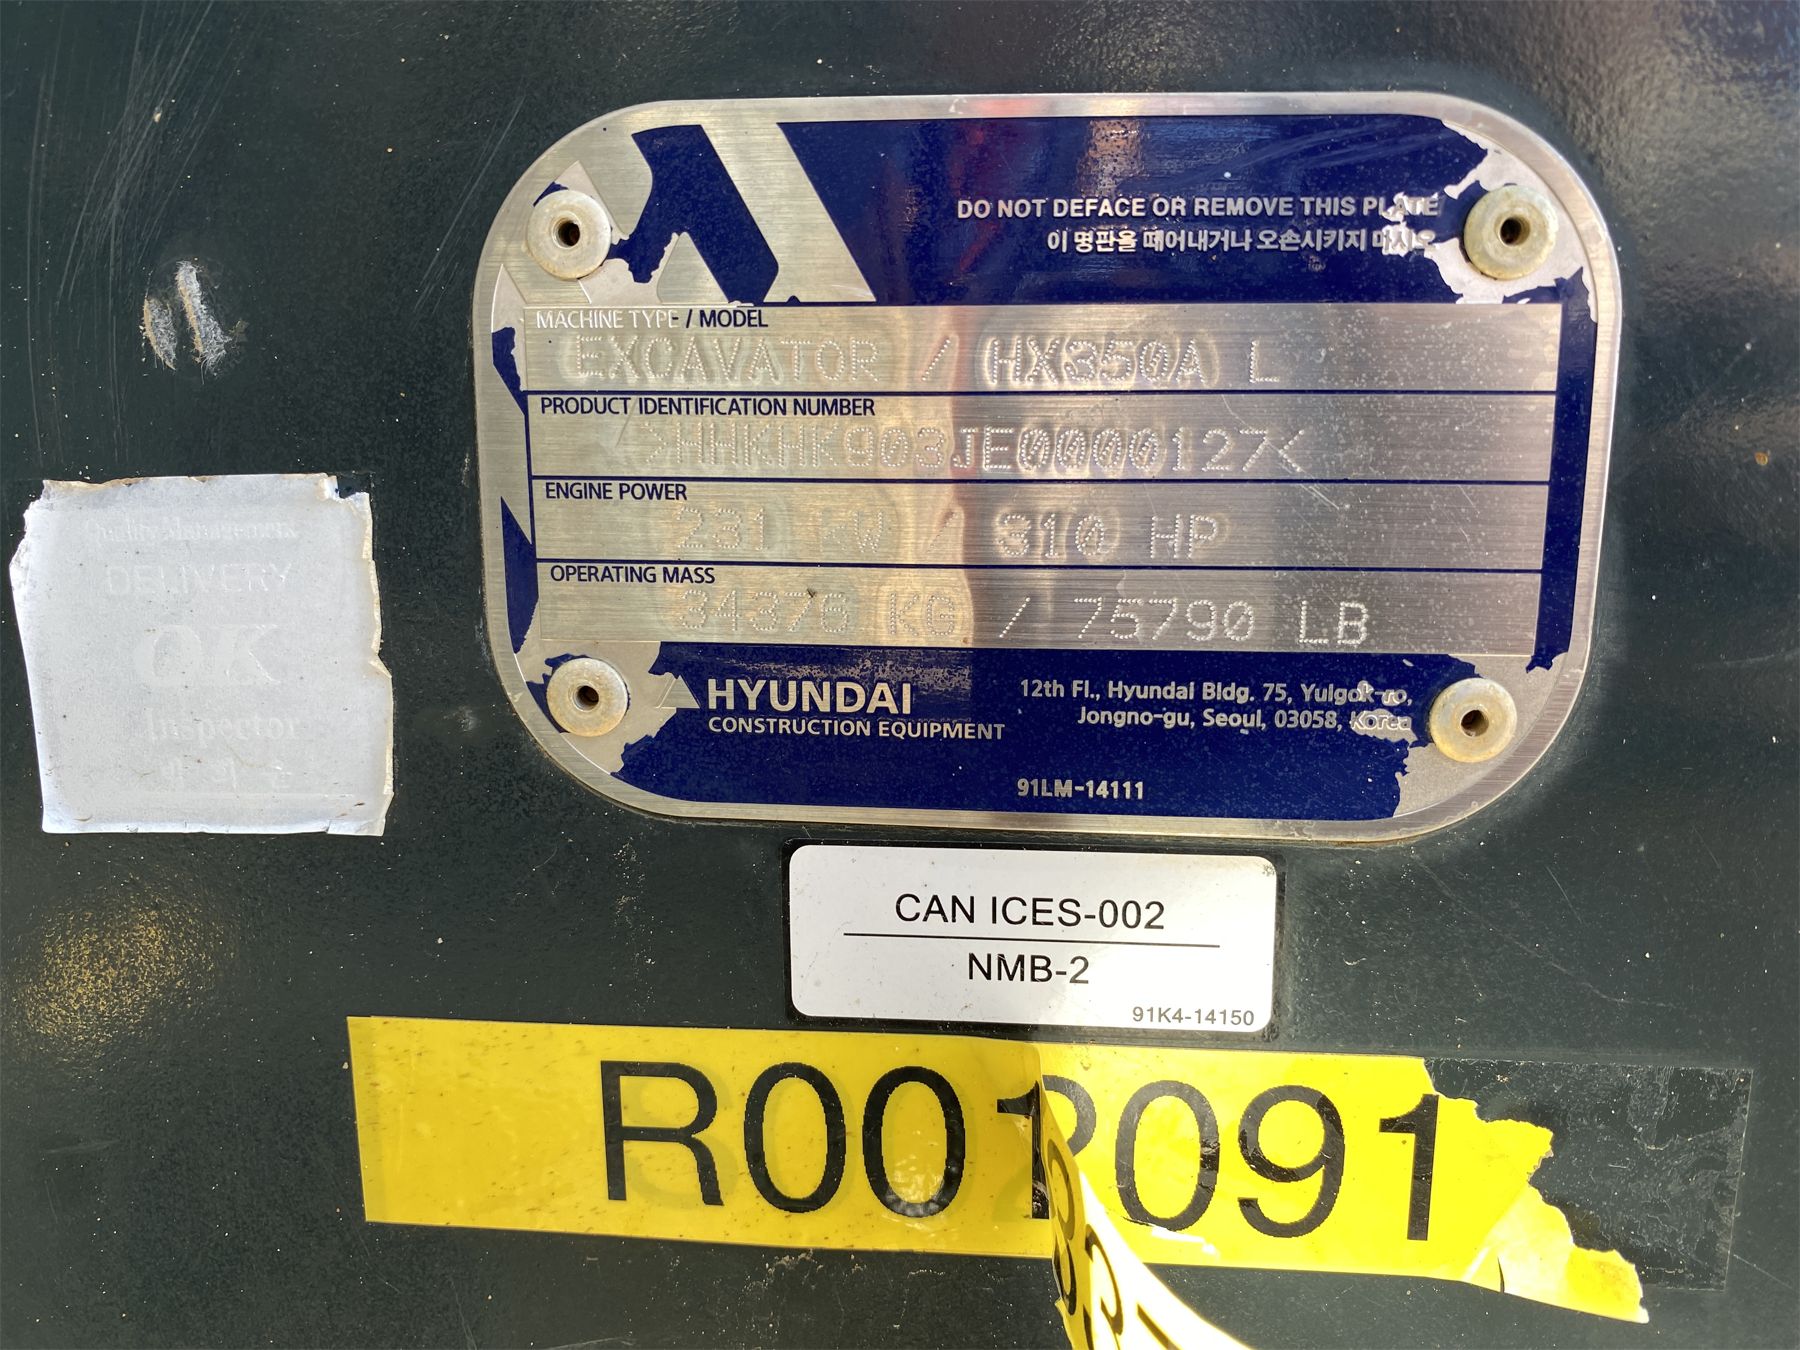 DO NOT DEFACE OR REMOVE THIS PLATE
이 명판을 떼어내거나 오손시키지 마시오
MACHINE TYPE / MODEL
EXCAVATOR / HX350A L
PRODUCT IDENTIFICATION NUMBER
>HHKHK903JE0000127<
ENGINE POWER
231 KW / 310 HP
OPERATING MASS
34376 KG / 75790 LB
HYUNDAI
CONSTRUCTION EQUIPMENT
12th Fl., Hyundai Bldg. 75, Yulgok-ro,
Jongno-gu, Seoul, 03058, Korea
91LM-14111
Quality Management
DELIVERY
OK
Inspector
CAN ICES-002
NMB-2
91K4-14150